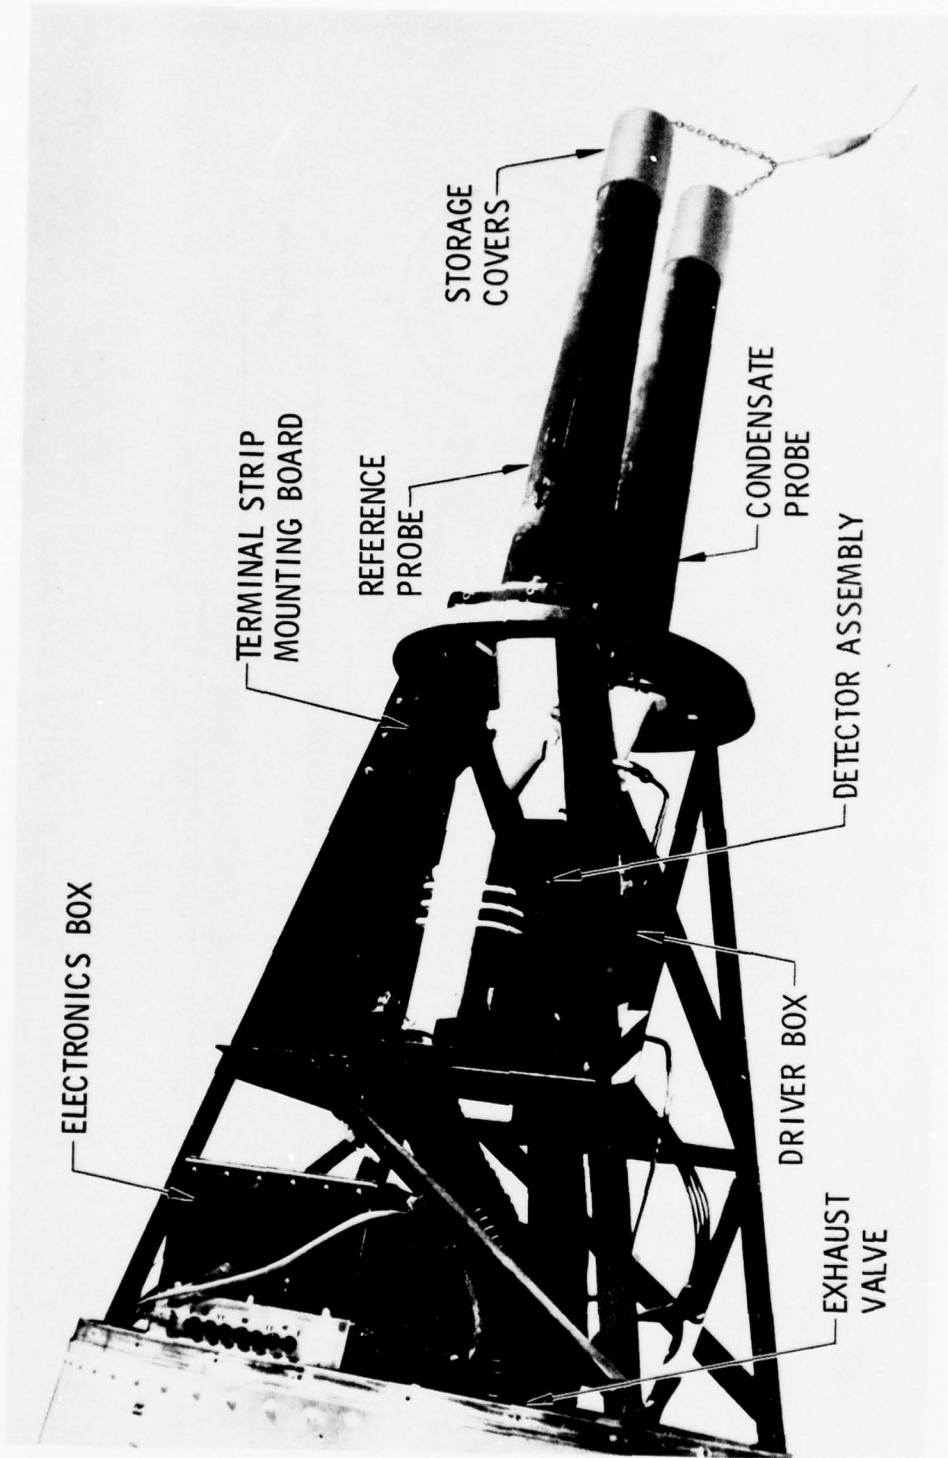 STORAGE
COVERS
TERMINAL STRIP
MOUNTING BOARD
REFERENCE
PROBE
CONDENSATE
PROBE
ELECTRONICS BOX
DETECTOR ASSEMBLY
DRIVER BOX
EXHAUST
VALVE